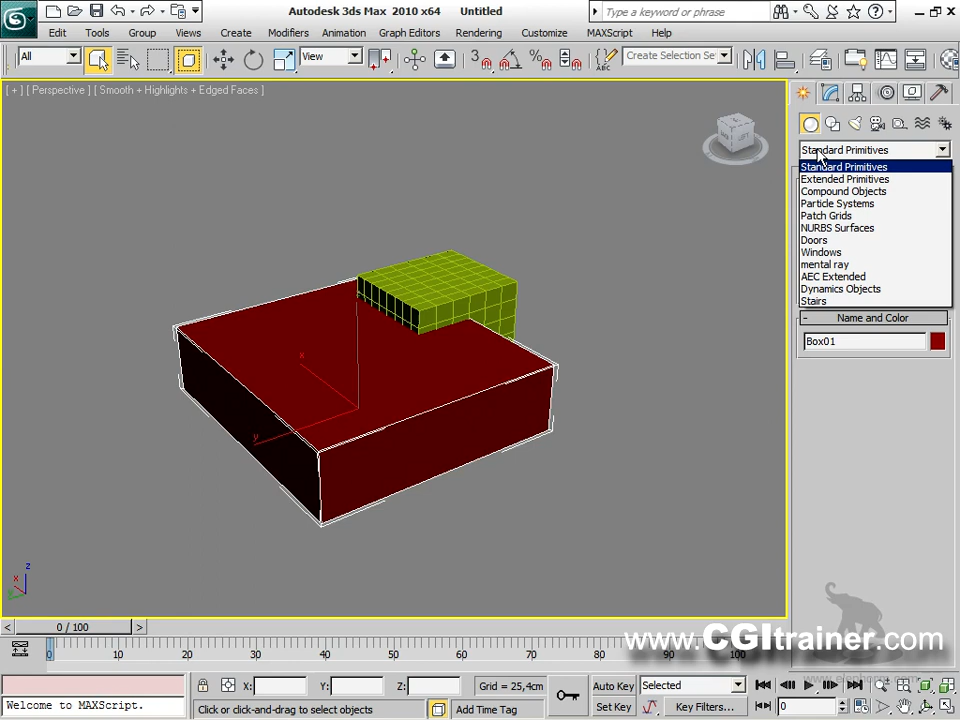 Autodesk 3ds Max 2010 x64 Untitled
Type a keyword or phrase
Edit Tools Group Views Create Modifiers Animation Graph Editors Rendering Customize MAXScript Help
All
View
Create Selection Se
3
[ + ] [ Perspective ] [ Smooth + Highlights + Edged Faces ]
Standard Primitives
Standard Primitives
Extended Primitives
Compound Objects
Particle Systems
Patch Grids
NURBS Surfaces
Doors
Windows
mental ray
AEC Extended
Dynamics Objects
Stairs
- Name and Color
Box01
x
y
z
x
< 0 / 100 >
0 10 20 30 40 50 60 70 80 90
www.CGItrainer.com
X: Y: Z: Grid = 25,4cm
Auto Key Selected
Set Key Key Filters...
0
Welcome to MAXScript.
Click or click-and-drag to select objects
Add Time Tag